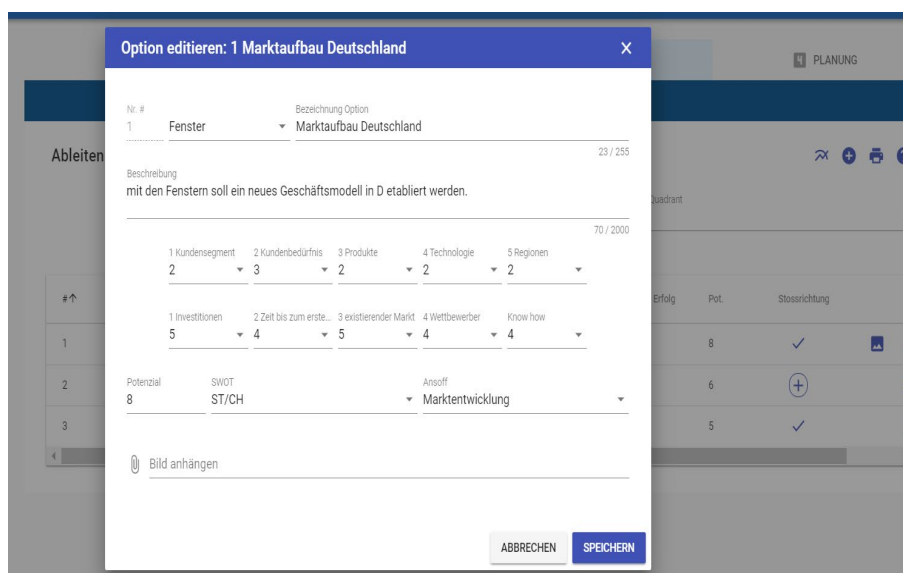 Option editieren: 1 Marktaufbau Deutschland X
4 PLANUNG
Nr. # Bezeichnung Option
1 Fenster Marktaufbau Deutschland
23 / 255
Ableiten
Beschreibung
mit den Fenstern soll ein neues Geschäftsmodell in D etabliert werden.
Quadrant
70 / 2000
1 Kundensegment 2 Kundenbedürfnis 3 Produkte 4 Technologie 5 Regionen
2 3 2 2 2
# Erfolg Pot. Stossrichtung
1 Investitionen 2 Zeit bis zum erste... 3 existierender Markt 4 Wettbewerber Know how
5 4 5 4 4
1 8
2 6
Potenzial SWOT Ansoff
8 ST/CH Marktentwicklung
3 5
Bild anhängen
ABBRECHEN SPEICHERN